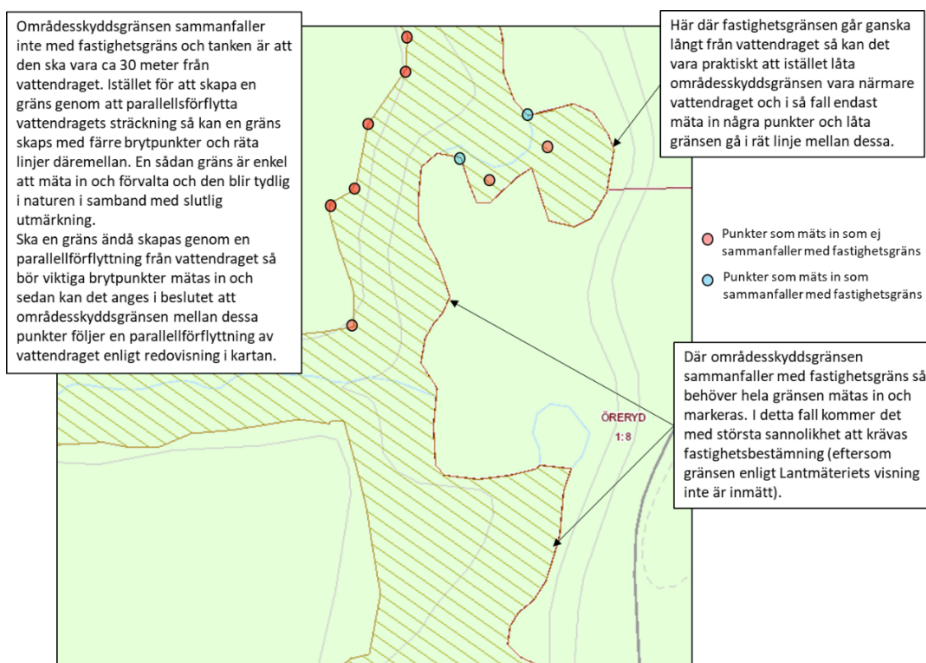 Områdesskyddsgränsen sammanfaller
inte med fastighetsgräns och tanken är att
den ska vara ca 30 meter från
vattendraget. Istället för att skapa en
gräns genom att parallellsförflytta
vattendragets sträckning så kan en gräns
skaps med färre brytpunkter och räta
linjer däremellan. En sådan gräns är enkel
att mäta in och förvalta och den blir tydlig
i naturen i samband med slutlig
utmärkning.
Ska en gräns ändå skapas genom en
parallellförflyttning från vattendraget så
bör viktiga brytpunkter mätas in och
sedan kan det anges i beslutet att
områdesskyddsgränsen mellan dessa
punkter följer en parallellförflyttning av
vattendraget enligt redovisning i kartan.
Här där fastighetsgränsen går ganska
långt från vattendraget så kan det
vara praktiskt att istället låta
områdesskyddsgränsen vara närmare
vattendraget och i så fall endast
mäta in några punkter och låta
gränsen gå i rät linje mellan dessa.
Punkter som mäts in som ej
sammanfaller med fastighetsgräns
Punkter som mäts in som
sammanfaller med fastighetsgräns
Där områdesskyddsgränsen
sammanfaller med fastighetsgräns så
behöver hela gränsen mätas in och
markeras. I detta fall kommer det
med största sannolikhet att krävas
fastighetsbestämning (eftersom
gränsen enligt Lantmäteriets visning
inte är inmätt).
ÖRERYD
1:8